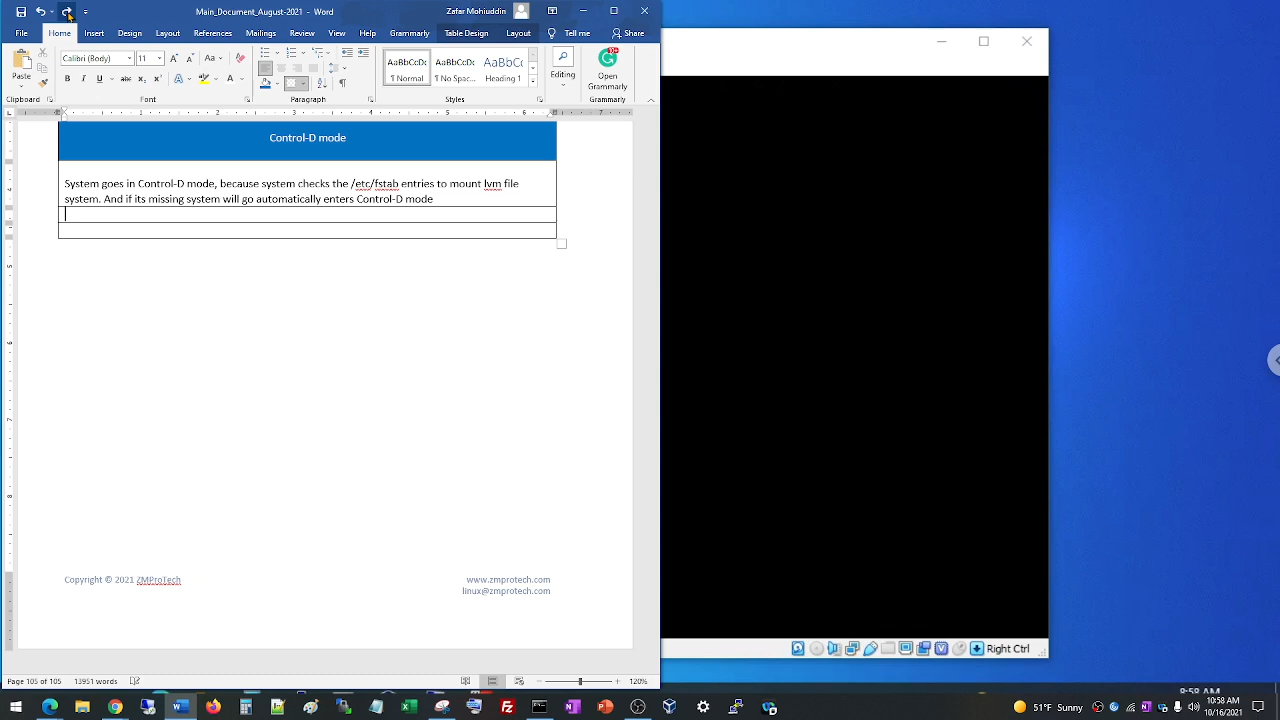 Main_Document_August-2021 - Word
Zafar Mohiuddin
File Home Insert Design Layout References Mailings Review View Help Grammarly Table Design Layout Tell me Share
Paste
Calibri (Body) 11
AaBbCcDc AaBbCcDc AaBbCc
¶ Normal ¶ No Spac... Heading 1
Editing
Open
Grammarly
Clipboard Font Paragraph Styles Grammarly
Control-D mode
System goes in Control-D mode, because system checks the /etc/fstab entries to mount lvm file
system. And if its missing system will go automatically enters Control-D mode
Copyright © 2021 ZMProTech
www.zmprotech.com
linux@zmprotech.com
Page 105 of 105 13951 words
120%
Right Ctrl
8:58 AM
51°F Sunny
10:58 AM
10/16/2021